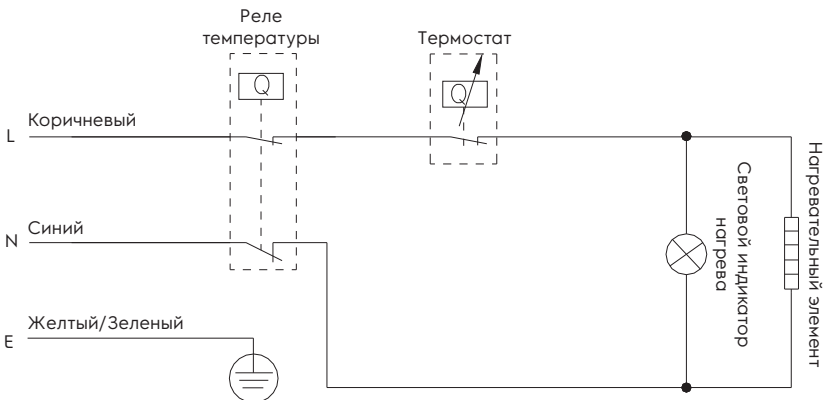 Реле
температуры
Термостат
Q
Q
Коричневый
L
Синий
N
Желтый/Зеленый
E
Световой индикатор
нагрева
Нагревательный элемент